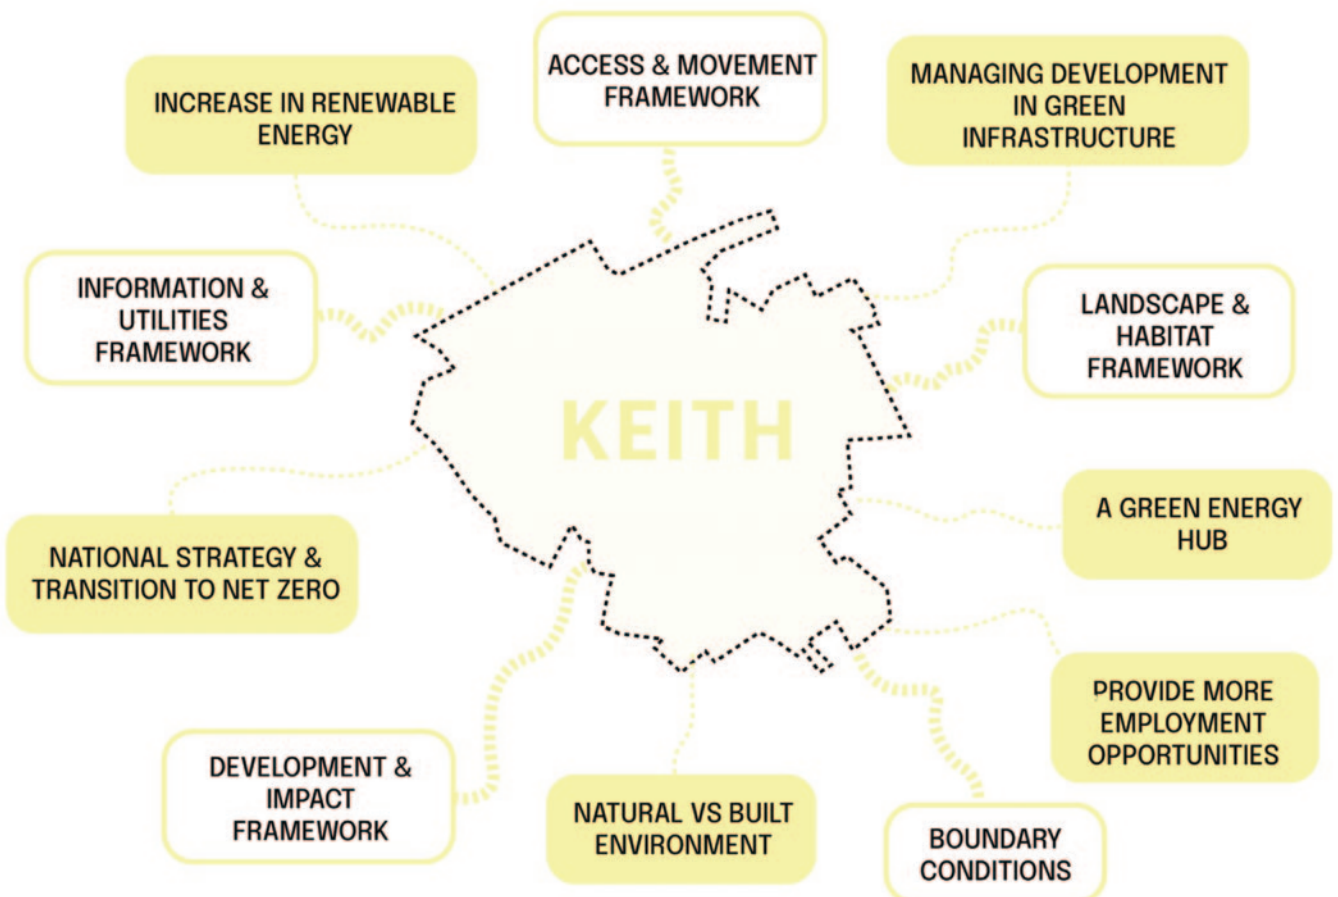 ACCESS & MOVEMENT
FRAMEWORK
INCREASE IN RENEWABLE
ENERGY
MANAGING DEVELOPMENT
IN GREEN
INFRASTRUCTURE
INFORMATION &
UTILITIES
FRAMEWORK
LANDSCAPE &
HABITAT
FRAMEWORK
KEITH
A GREEN ENERGY
HUB
NATIONAL STRATEGY &
TRANSITION TO NET ZERO
PROVIDE MORE
EMPLOYMENT
OPPORTUNITIES
DEVELOPMENT &
IMPACT
FRAMEWORK
NATURAL VS BUILT
ENVIRONMENT
BOUNDARY
CONDITIONS